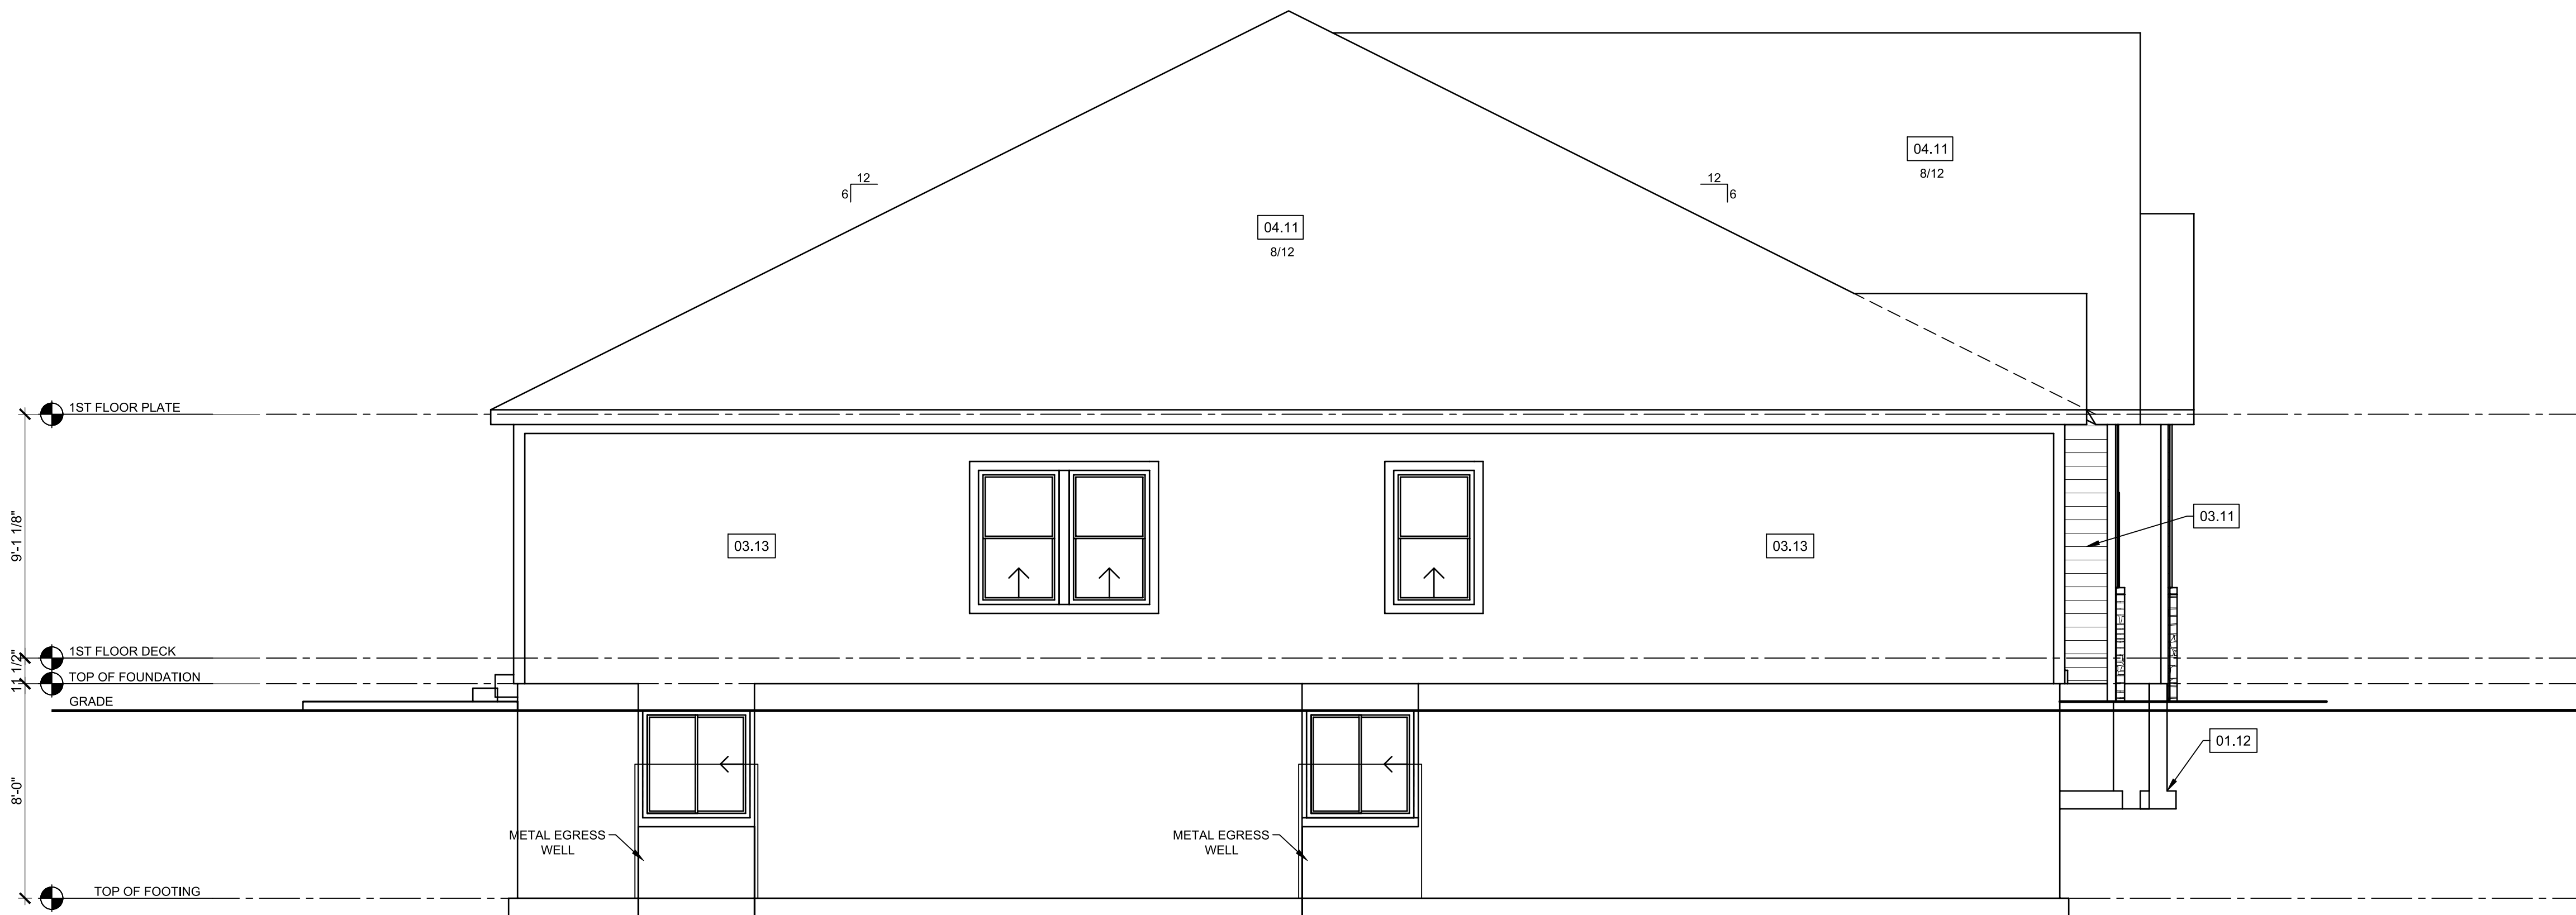 04.11
8/12
12
6
12
6
04.11
8/12
1ST FLOOR PLATE
9'-1 1/8"
03.11
03.13
03.13
1ST FLOOR DECK
11 1/2"
TOP OF FOUNDATION
GRADE
01.12
8'-0"
METAL EGRESS
WELL
METAL EGRESS
WELL
TOP OF FOOTING